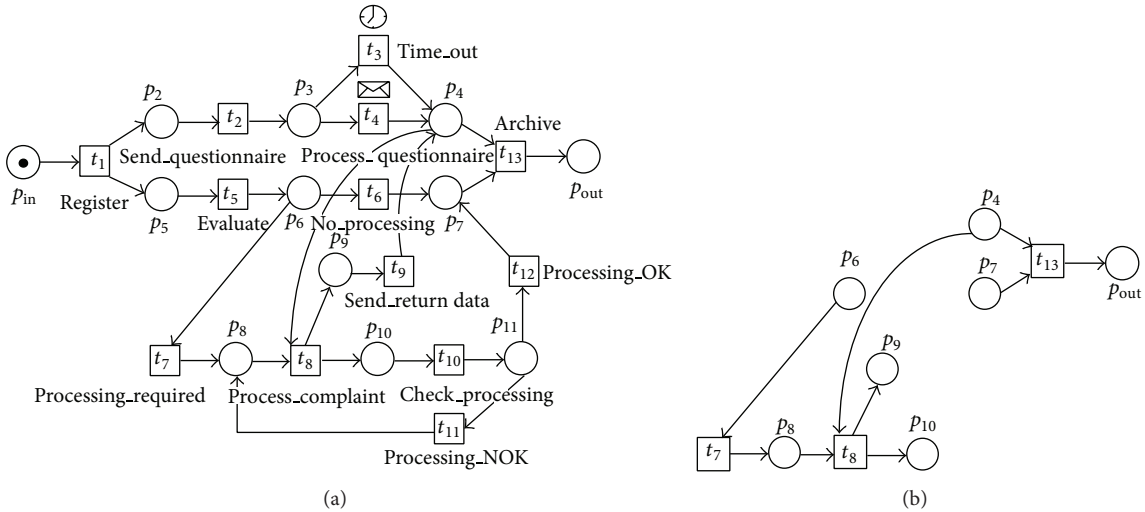 t3 Time_out
p2
p3
p4
t2
t4
Archive
t1
Send_questionnaire
Process_questionnaire
t13
pin
pout
Register
t5
t6
p5
Evaluate
p6
No_processing
p7
p9
t9
t12
Processing_OK
Send_return data
p8
p10
p11
t7
t8
t10
Processing_required
Process_complaint
Check_processing
t11
Processing_NOK
(a)
p4
p6
p7
t13
pout
p9
p8
p10
t7
t8
(b)